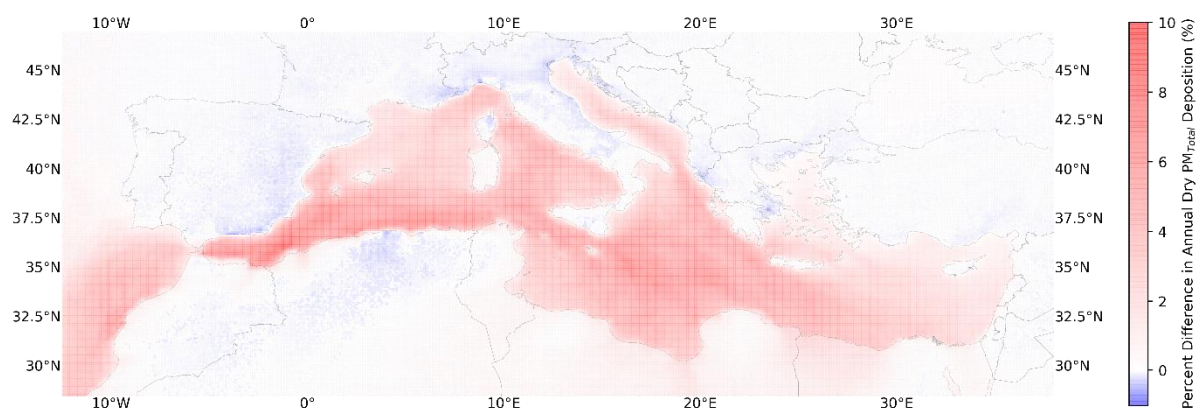 10°W 0° 10°E 20°E 30°E
45°N 45°N
42.5°N 42.5°N
40°N 40°N
37.5°N 37.5°N
35°N 35°N
32.5°N 32.5°N
30°N 30°N
10°W 0° 10°E 20°E 30°E
10
8
6
4
2
0
Percent Difference in Annual Dry PM_Total Deposition (%)